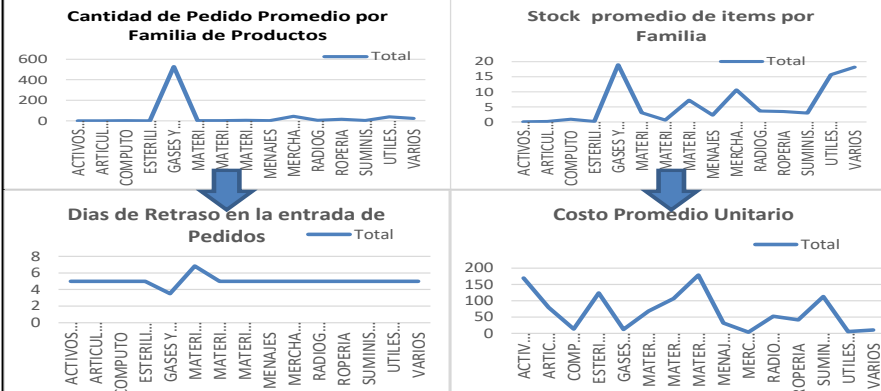 Cantidad de Pedido Promedio por
Familia de Productos
Total
600
400
200
0
ACTIVOS...
ARTICUL...
COMPUTO
ESTERILI...
GASES Y...
MATERI...
MATERI...
MATERI...
MENAJES
MERCHA...
RADIOG...
ROPERIA
SUMINIS...
UTILES...
VARIOS
Stock promedio de items por
Familia
Total
20
15
10
5
0
ACTIVOS...
ARTICUL...
COMPUTO
ESTERILI...
GASES Y...
MATERI...
MATERI...
MATERI...
MENAJES
MERCHA...
RADIOG...
ROPERIA
SUMINIS...
UTILES...
VARIOS
Dias de Retraso en la entrada de
Pedidos
Total
8
6
4
2
0
ACTIVOS...
ARTICUL...
COMPUTO
ESTERILI...
GASES Y...
MATERI...
MATERI...
MATERI...
MENAJES
MERCHA...
RADIOG...
ROPERIA
SUMINIS...
UTILES...
VARIOS
Costo Promedio Unitario
Total
200
150
100
50
0
ACTIV...
ARTIC...
COMP...
ESTERI...
GASES...
MATER...
MATER...
MATER...
MENAJ...
MERC...
RADIO...
ROPERIA
SUMIN...
UTILES...
VARIOS